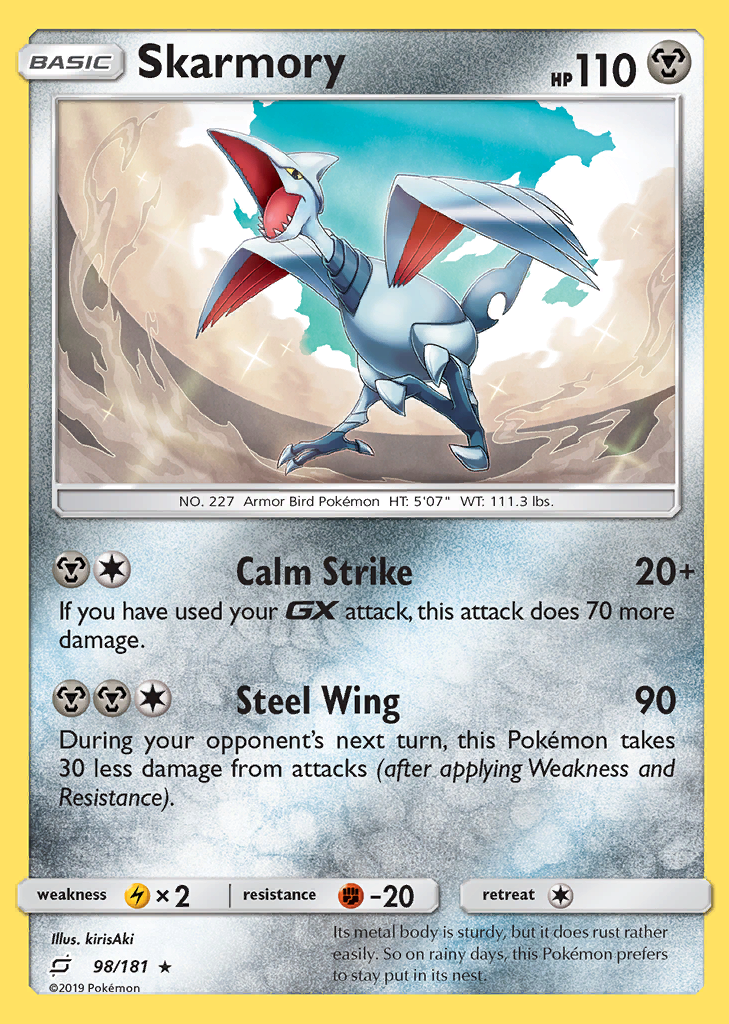 BASIC Skarmory HP 110
NO. 227 Armor Bird Pokémon HT: 5'07" WT: 111.3 lbs.
Calm Strike 20+
If you have used your GX attack, this attack does 70 more
damage.
Steel Wing 90
During your opponent's next turn, this Pokémon takes
30 less damage from attacks (after applying Weakness and
Resistance).
weakness ×2 resistance -20 retreat
Illus. kirisAki
98/181 ★
©2019 Pokémon
Its metal body is sturdy, but it does rust rather
easily. So on rainy days, this Pokémon prefers
to stay put in its nest.